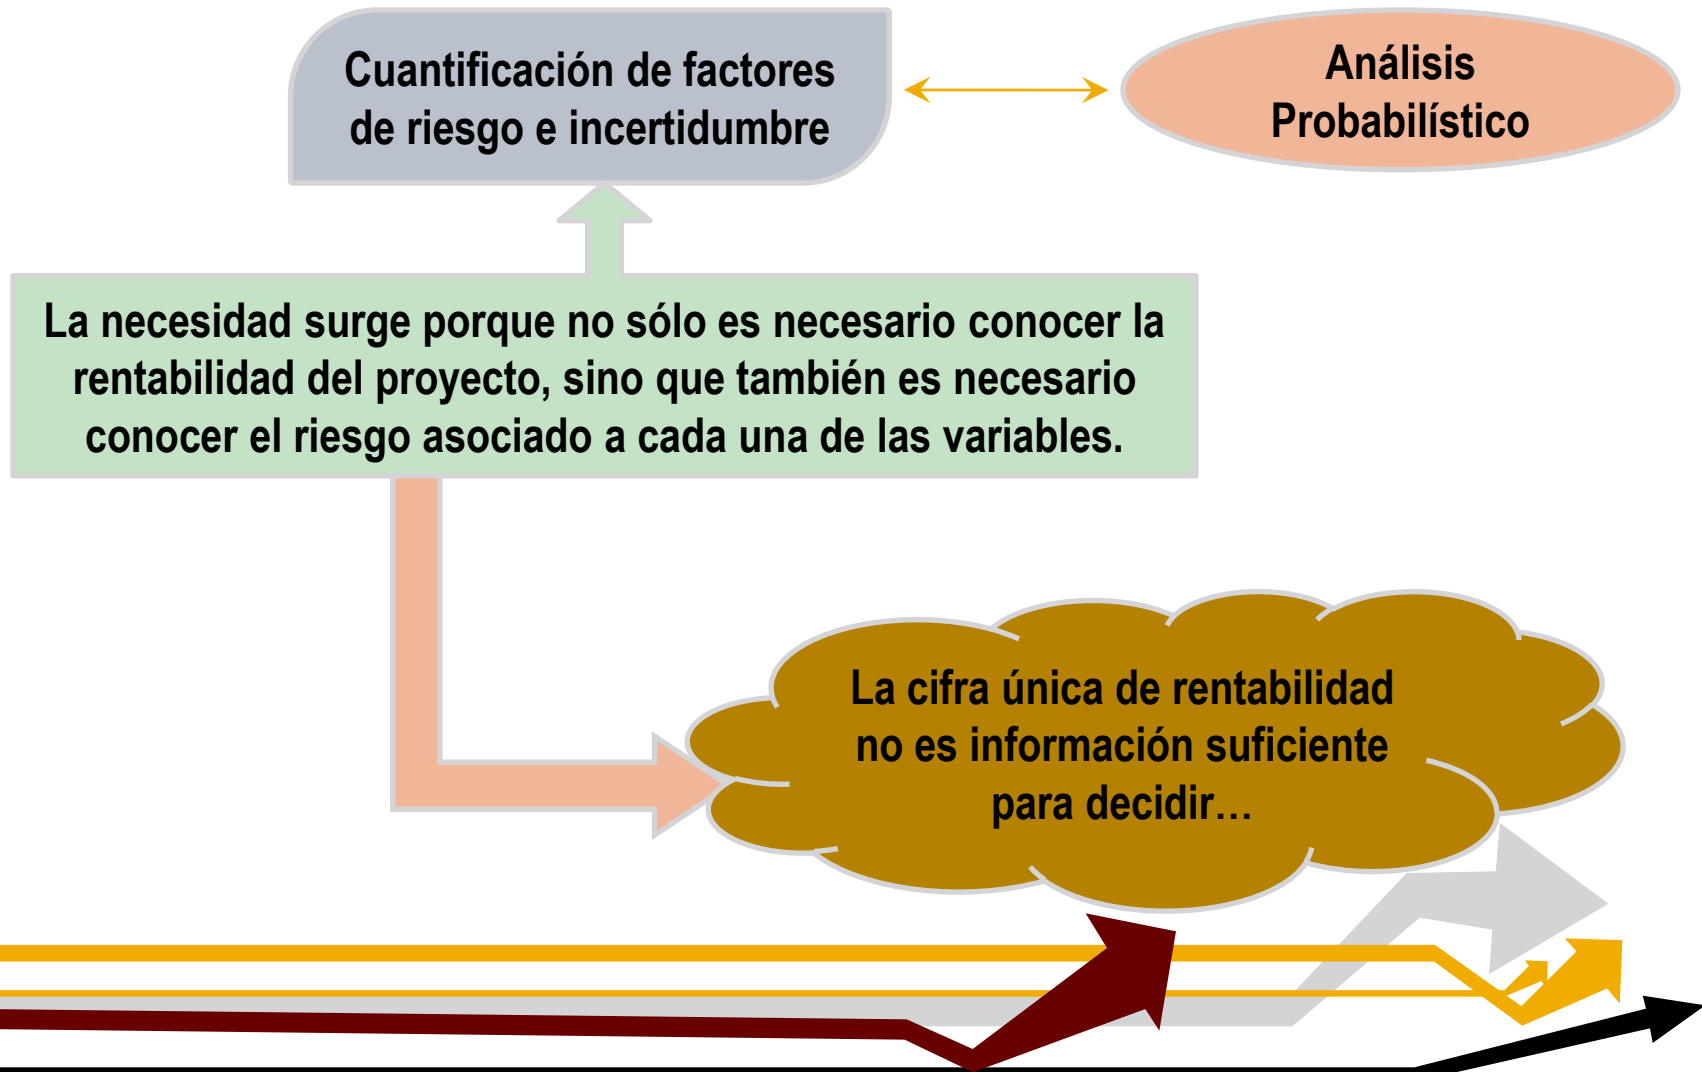 Cuantificación de factores
de riesgo e incertidumbre
Análisis
Probabilístico
La necesidad surge porque no sólo es necesario conocer la
rentabilidad del proyecto, sino que también es necesario
conocer el riesgo asociado a cada una de las variables.
La cifra única de rentabilidad
no es información suficiente
para decidir…